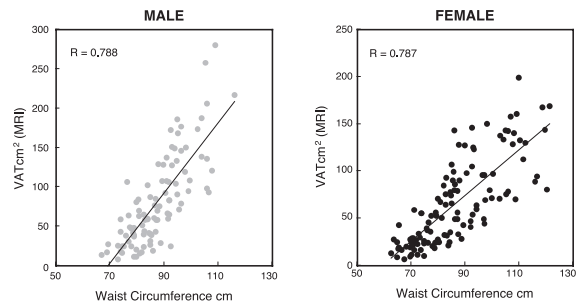 MALE
FEMALE
R = 0.788
R = 0.787
VATcm² (MRI)
300
250
200
150
100
50
0
50
70
90
110
130
Waist Circumference cm
VATcm² (MRI)
250
200
150
100
50
0
50
70
90
110
130
Waist Circumference cm